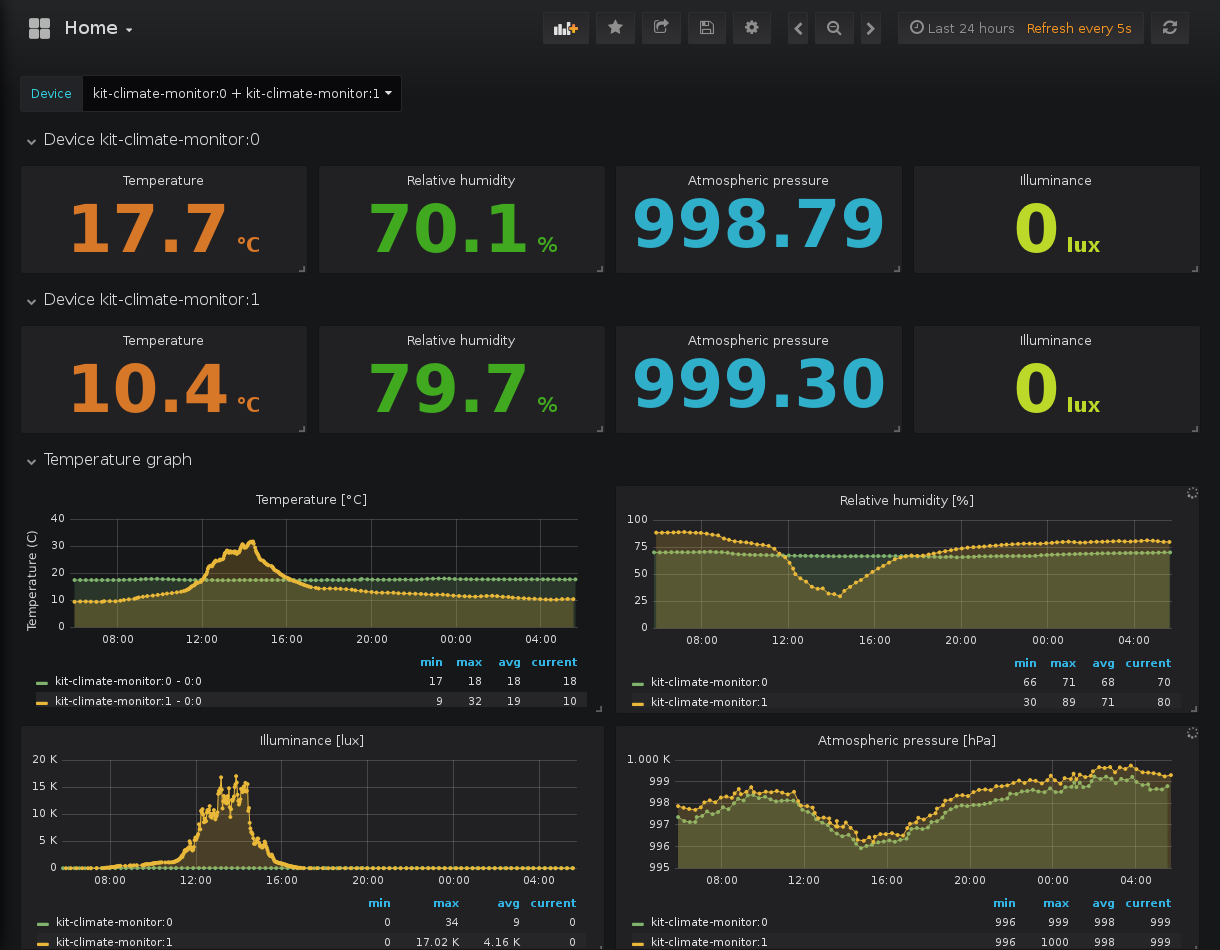 Home
Last 24 hours Refresh every 5s
Device kit-climate-monitor:0 + kit-climate-monitor:1
Device kit-climate-monitor:0
Temperature Relative humidity Atmospheric pressure Illuminance
17.7 °C 70.1 % 998.79 0 lux
Device kit-climate-monitor:1
Temperature Relative humidity Atmospheric pressure Illuminance
10.4 °C 79.7 % 999.30 0 lux
Temperature graph
Temperature [°C]
Temperature (C)
40
30
20
10
0
08:00 12:00 16:00 20:00 00:00 04:00
min max avg current
kit-climate-monitor:0 - 0:0 17 18 18 18
kit-climate-monitor:1 - 0:0 9 32 19 10
Relative humidity [%]
100
75
50
25
0
08:00 12:00 16:00 20:00 00:00 04:00
min max avg current
kit-climate-monitor:0 66 71 68 70
kit-climate-monitor:1 30 89 71 80
Illuminance [lux]
20 K
15 K
10 K
5 K
0
08:00 12:00 16:00 20:00 00:00 04:00
min max avg current
kit-climate-monitor:0 0 34 9 0
kit-climate-monitor:1 0 17.02 K 4.16 K 0
Atmospheric pressure [hPa]
1.000 K
999
998
997
996
995
08:00 12:00 16:00 20:00 00:00 04:00
min max avg current
kit-climate-monitor:0 996 999 998 999
kit-climate-monitor:1 996 1000 998 999